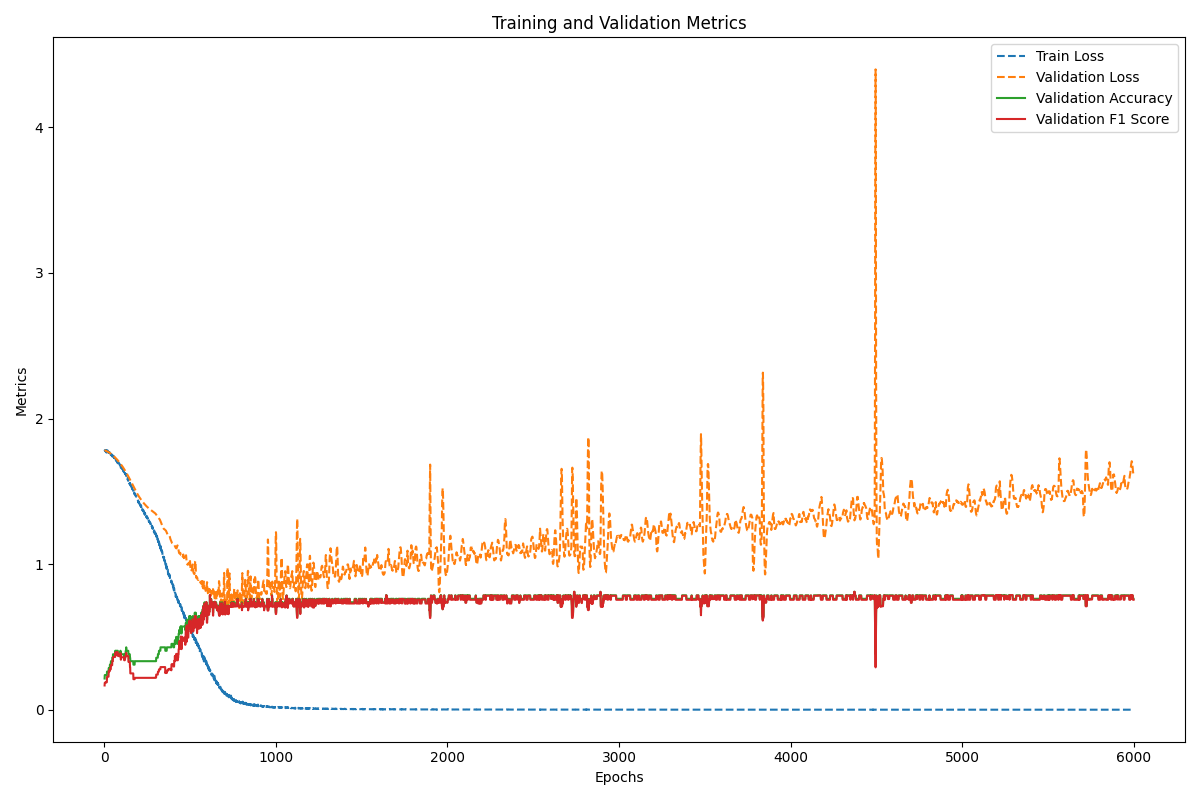 Training and Validation Metrics
Train Loss
Validation Loss
Validation Accuracy
Validation F1 Score
Metrics
4
3
2
1
0
0 1000 2000 3000 4000 5000 6000
Epochs